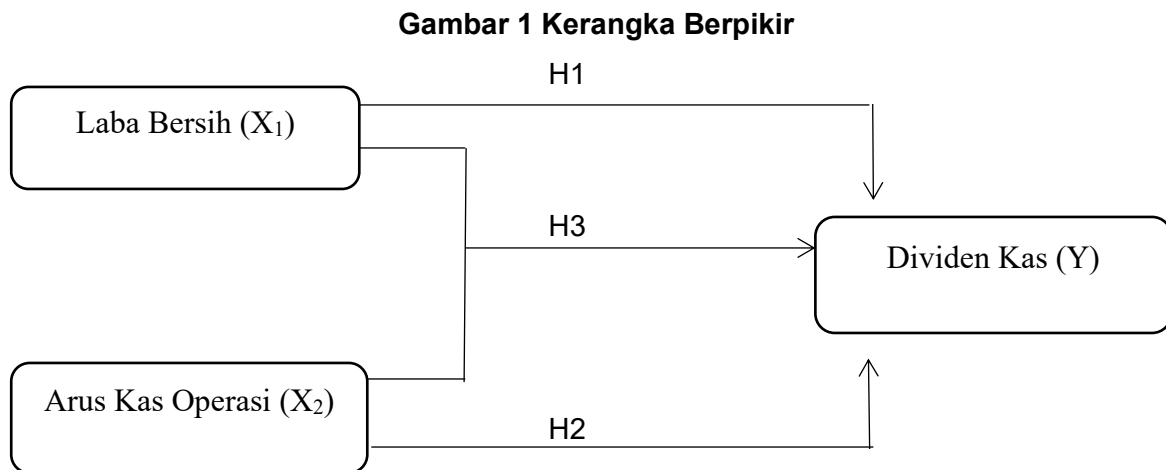 Gambar 1 Kerangka Berpikir
H1
Laba Bersih (X₁)
H3
Dividen Kas (Y)
Arus Kas Operasi (X₂)
H2